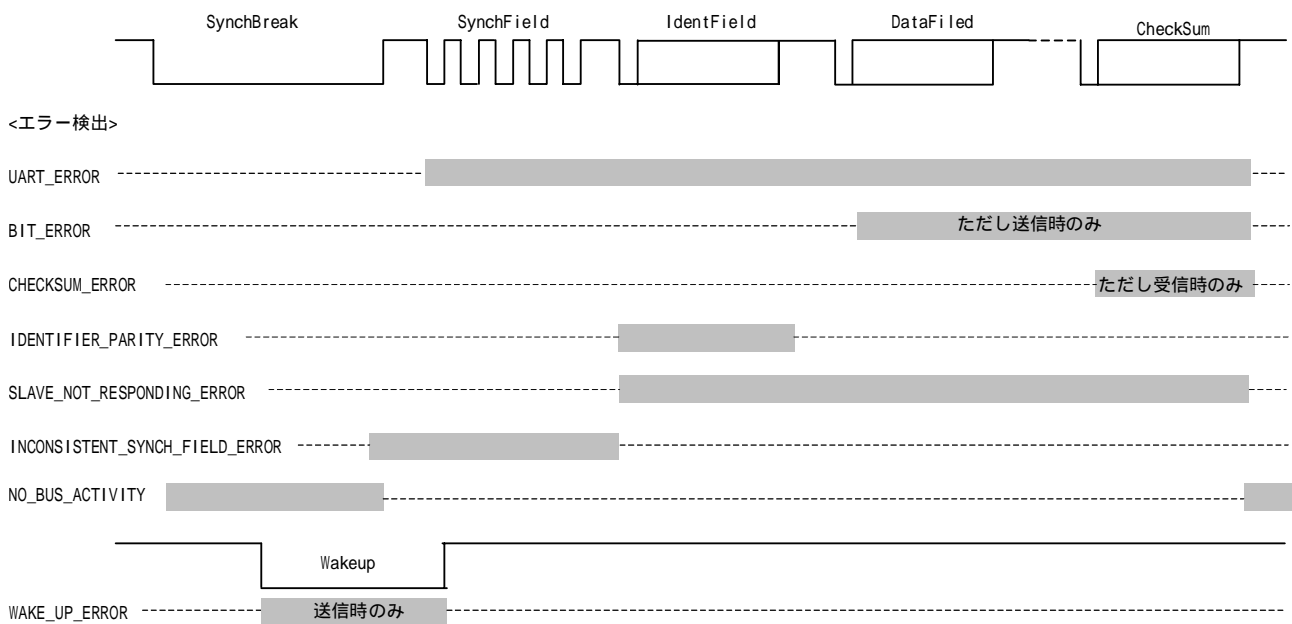 SynchBreak SynchField IdentField DataFiled CheckSum
<エラー検出>
UART_ERROR
BIT_ERROR ただし送信時のみ
CHECKSUM_ERROR ただし受信時のみ
IDENTIFIER_PARITY_ERROR
SLAVE_NOT_RESPONDING_ERROR
INCONSISTENT_SYNCH_FIELD_ERROR
NO_BUS_ACTIVITY
Wakeup
WAKE_UP_ERROR 送信時のみ